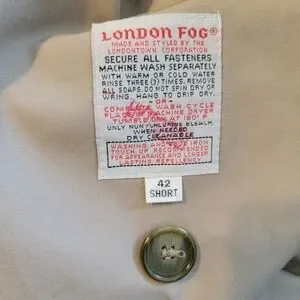 LONDON FOG®
MADE AND STYLED BY THE
LONDONTOWN CORPORATION
SECURE ALL FASTENERS
MACHINE WASH SEPARATELY
WITH WARM OR COLD WATER
RINSE THREE (3) TIMES. REMOVE
ALL SOAPS. DO NOT SPIN DRY OR
WRING. HANG TO DRIP DRY.
-OR-
WASH CYCLE
PLACE MACHINE DRYER
TUMBLE DRY AT 160° F
ONLY NON-CHLORINE BLEACH,
WHEN NEEDED
DRY CLEANABLE
WASHING AND IRON
TOUCH UP RECOMMENDED
FOR APPEARANCE AND LONGER
LASTING REPELLENCY
42
SHORT